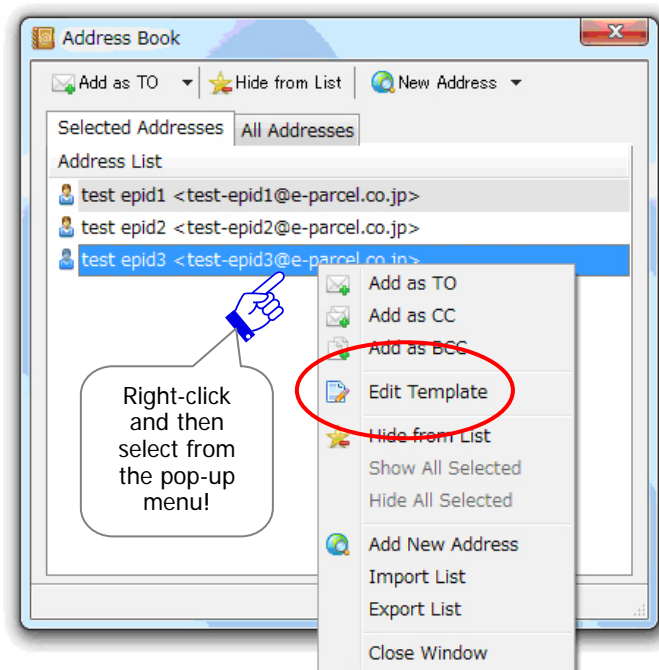 Address Book
Add as TO
Hide from List
New Address
Selected Addresses
All Addresses
Address List
test epid1 <test-epid1@e-parcel.co.jp>
test epid2 <test-epid2@e-parcel.co.jp>
test epid3 <test-epid3@e-parcel.co.jp>
Add as TO
Add as CC
Add as BCC
Edit Template
Hide from List
Show All Selected
Hide All Selected
Add New Address
Import List
Export List
Close Window
Right-click
and then
select from
the pop-up
menu!